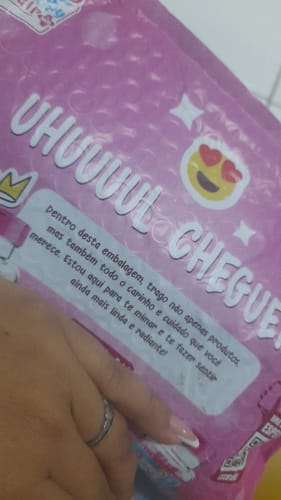 UHUUUUL CHEGUE
Dentro desta embalagem, trago não apenas produtos
mas também todo o carinho e cuidado que você
merece. Estou aqui para te mimar e te fazer sentir
ainda mais linda e radiante!